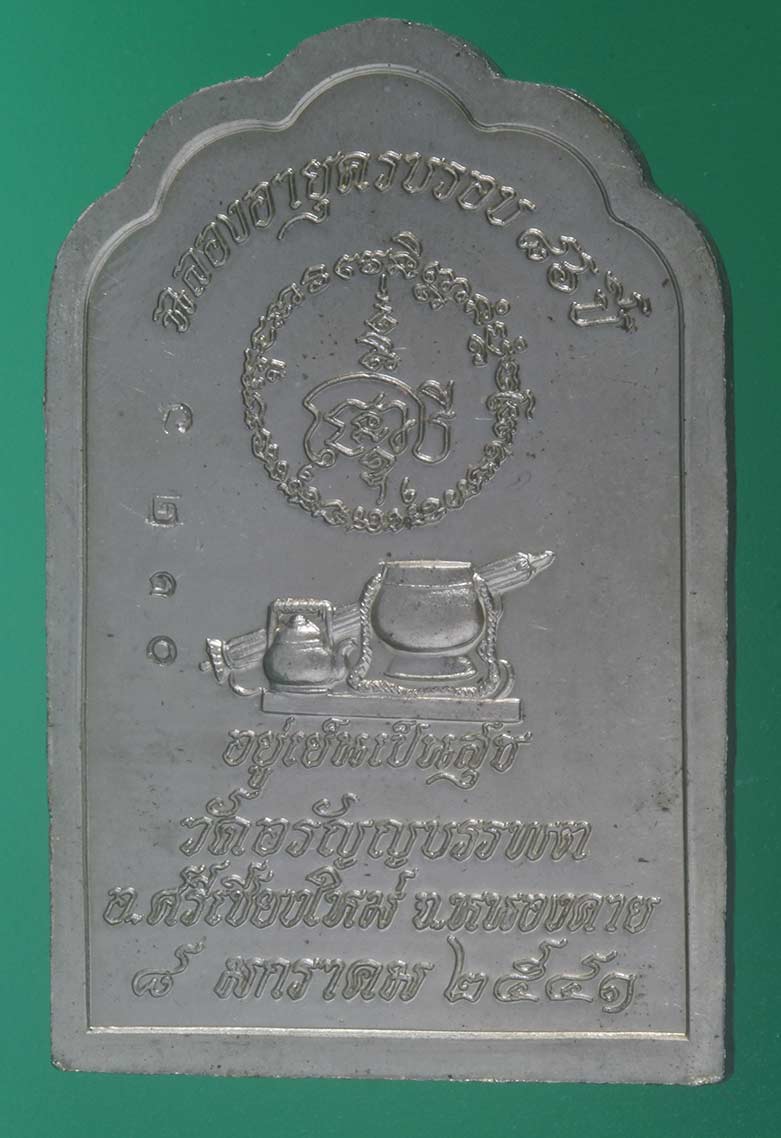 ฉลองอายุครบรอบ ๘๖ ปี
๒๑๐
อยู่เย็นเป็นสุข
วัดอรัญญบรรพต
อ.ศรีเชียงใหม่ จ.หนองคาย
๘ มกราคม ๒๕๔๑